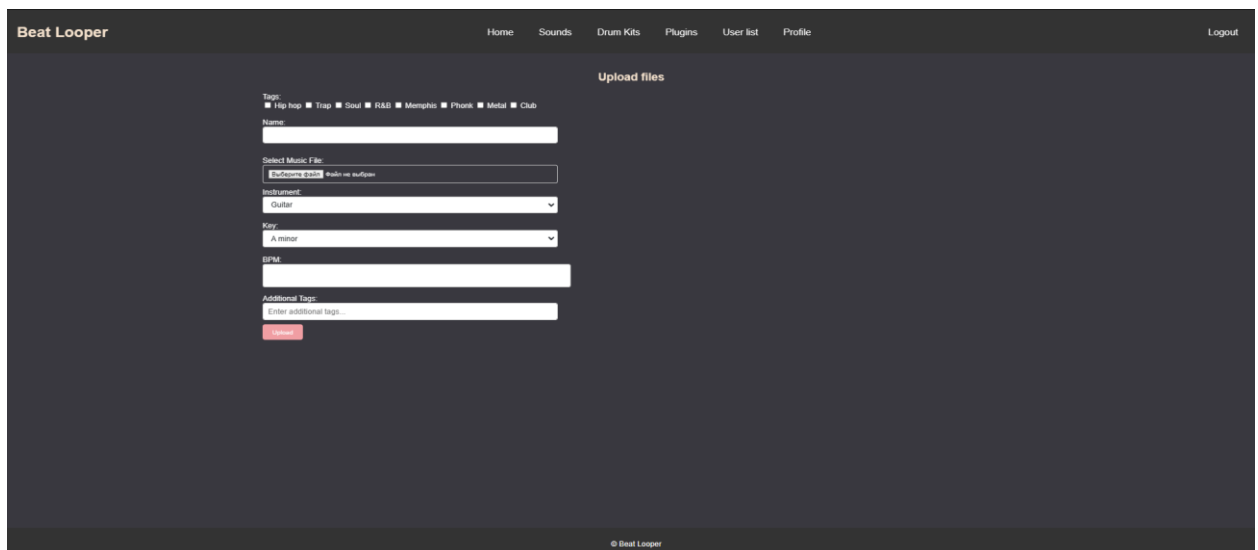 Beat Looper Home Sounds Drum Kits Plugins User list Profile Logout
Upload files
Tags:
Hip hop Trap Soul R&B Memphis Phonk Metal Club
Name:
Select Music File:
Выберите файл Файл не выбран
Instrument:
Guitar
Key:
A minor
BPM:
Additional Tags:
Enter additional tags...
Upload
© Beat Looper